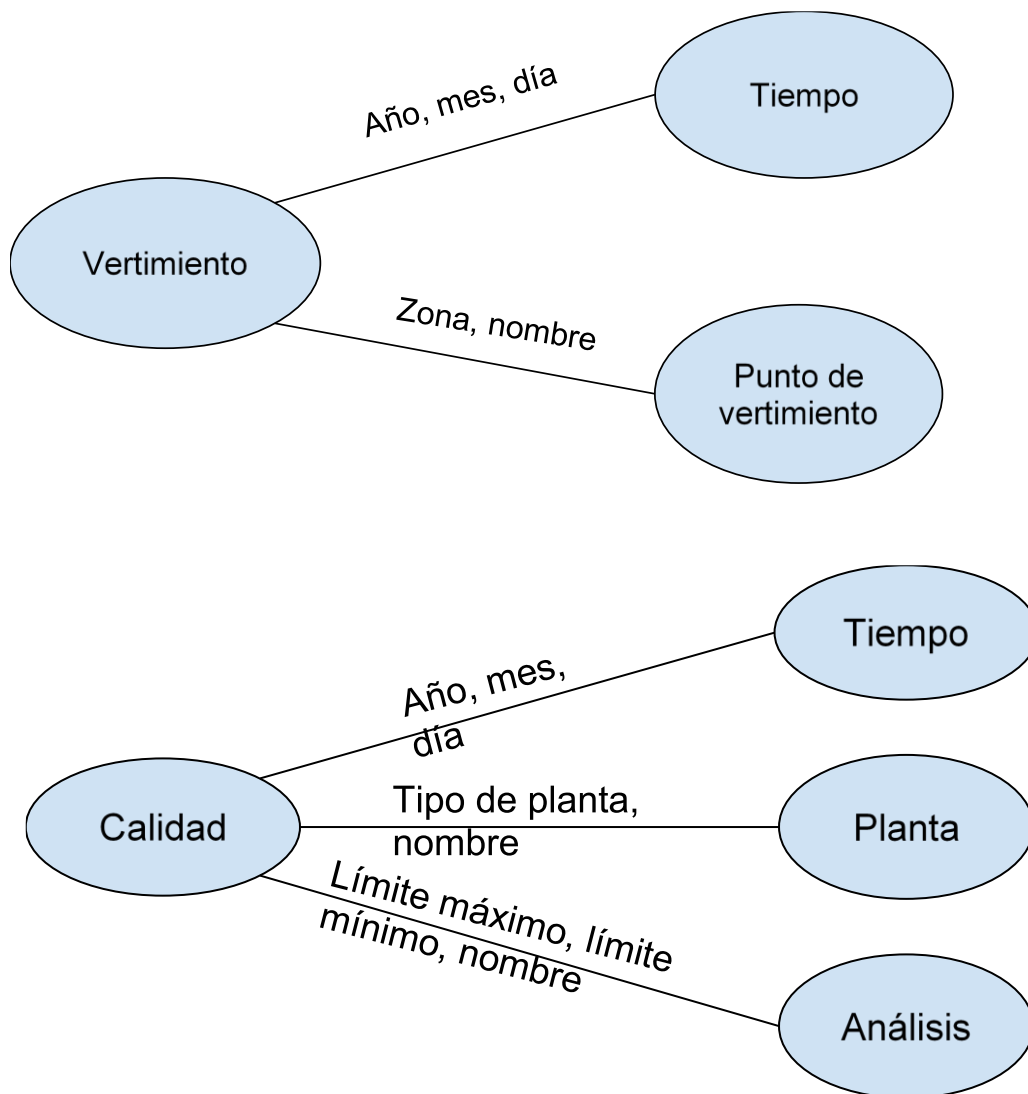 Año, mes, día
Tiempo
Vertimiento
Zona, nombre
Punto de
vertimiento
Tiempo
Año, mes,
día
Calidad
Tipo de planta,
nombre
Planta
Límite máximo, límite
mínimo, nombre
Análisis